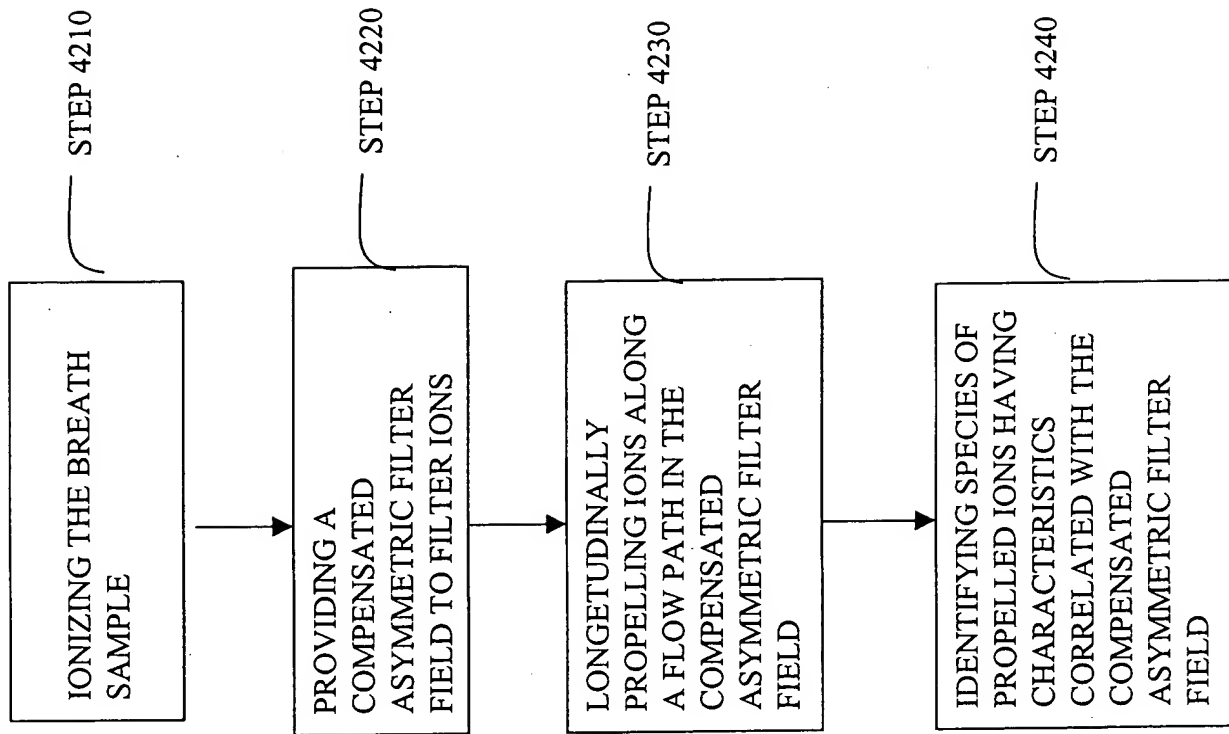 IONIZING THE BREATH
SAMPLE
STEP 4210
PROVIDING A
COMPENSATED
ASYMMETRIC FILTER
FIELD TO FILTER IONS
STEP 4220
LONGETUDINALLY
PROPELLING IONS ALONG
A FLOW PATH IN THE
COMPENSATED
ASYMMETRIC FILTER
FIELD
STEP 4230
IDENTIFYING SPECIES OF
PROPELLED IONS HAVING
CHARACTERISTICS
CORRELATED WITH THE
COMPENSATED
ASYMMETRIC FILTER
FIELD
STEP 4240